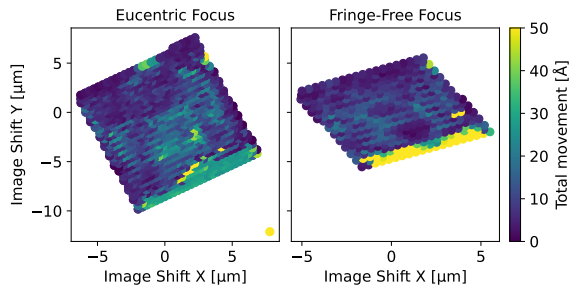 Eucentric Focus
Fringe-Free Focus
5
0
−5
−10
Image Shift Y [μm]
−5
0
5
Image Shift X [μm]
−5
0
5
Image Shift X [μm]
50
40
30
20
10
0
Total movement [Å]